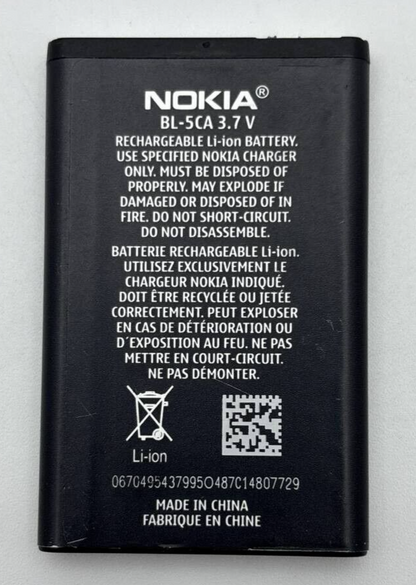 NOKIA®
BL-5CA 3.7 V
RECHARGEABLE Li-ion BATTERY.
USE SPECIFIED NOKIA CHARGER
ONLY. MUST BE DISPOSED OF
PROPERLY. MAY EXPLODE IF
DAMAGED OR DISPOSED OF IN
FIRE. DO NOT SHORT-CIRCUIT.
DO NOT DISASSEMBLE.
BATTERIE RECHARGEABLE Li-ion.
UTILISEZ EXCLUSIVEMENT LE
CHARGEUR NOKIA INDIQUÉ.
DOIT ÊTRE RECYCLÉE OU JETÉE
CORRECTEMENT. PEUT EXPLOSER
EN CAS DE DÉTÉRIORATION OU
D´EXPOSITION AU FEU. NE PAS
METTRE EN COURT-CIRCUIT.
NE PAS DÉMONTER.
Li-ion
0670495437995O487C14807729
MADE IN CHINA
FABRIQUE EN CHINE